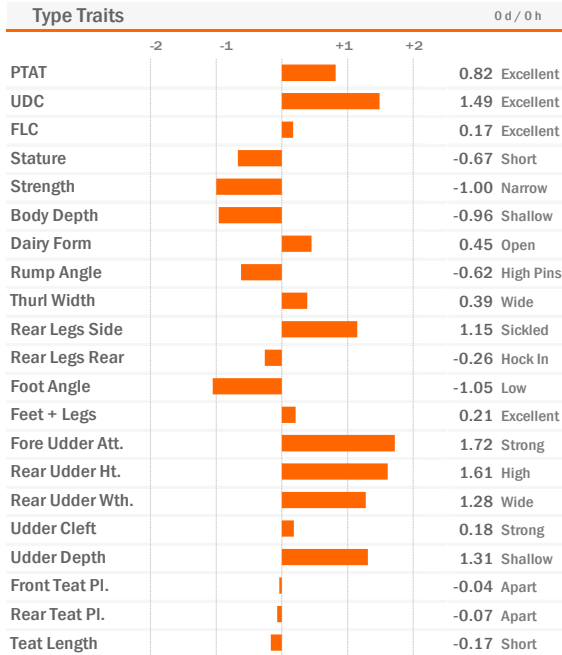 Type Traits 0 d / 0 h
-2 -1 +1 +2
PTAT 0.82 Excellent
UDC 1.49 Excellent
FLC 0.17 Excellent
Stature -0.67 Short
Strength -1.00 Narrow
Body Depth -0.96 Shallow
Dairy Form 0.45 Open
Rump Angle -0.62 High Pins
Thurl Width 0.39 Wide
Rear Legs Side 1.15 Sickled
Rear Legs Rear -0.26 Hock In
Foot Angle -1.05 Low
Feet + Legs 0.21 Excellent
Fore Udder Att. 1.72 Strong
Rear Udder Ht. 1.61 High
Rear Udder Wth. 1.28 Wide
Udder Cleft 0.18 Strong
Udder Depth 1.31 Shallow
Front Teat Pl. -0.04 Apart
Rear Teat Pl. -0.07 Apart
Teat Length -0.17 Short